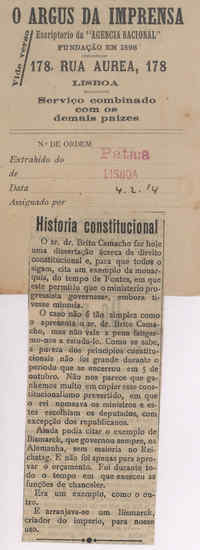 Vide verso
O ARGUS DA IMPRENSA
Escriptorio da "AGENCIA NACIONAL"
FUNDAÇÃO EM 1896
178, RUA AUREA, 178
LISBOA
Serviço combinado
com os
demais paizes
N.º DE ORDEM
Extrahido do Patria
de LISBOA
Data 4-2-14
Assignado por
Historia constitucional
O sr. dr. Brito Camacho faz hoje
uma dissertação ácerca de direito
constitucional e, para que todos o
sigam, cita um exemplo da monar-
quia, do tempo de Fontes, em que
este permitiu que o ministerio pro-
gressista governasse, embora ti-
vesse minoria.
O caso não é tão simples como
o apresenta o sr. dr. Brito Cama-
cho, mas não vale a pena fatigar-
mo-nos a estuda-lo. Como se sabe,
a pureza dos principios constitu-
cionais não foi grande durante o
periodo que se encerrou em 5 de
outubro. Não nos parece que ga-
nhemos muito em copiar esse cons-
titucionalismo pervertido, em que
o rei nomeava os ministros e es-
tes escolhiam os deputados, com
excepção dos republicanos.
Ainda podia citar o exemplo de
Bismarck, que governou sempre, na
Alemanha, sem maioria no Rei-
chstag. E não foi apenas para apro-
var o orçamento. Foi durante to-
do o tempo em que exerceu as
funções de chanceler.
Era um exemplo, como o ou-
tro.
E arranjava-se um Bismarck,
criador do imperio, para nosso
uso.